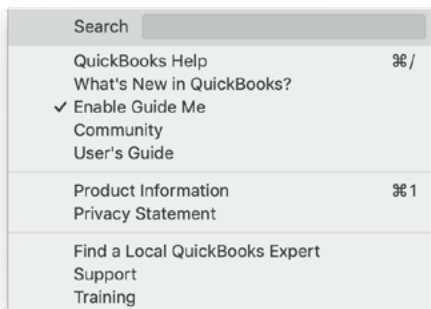 Search
QuickBooks Help ⌘/
What's New in QuickBooks?
✓ Enable Guide Me
Community
User's Guide
Product Information ⌘1
Privacy Statement
Find a Local QuickBooks Expert
Support
Training